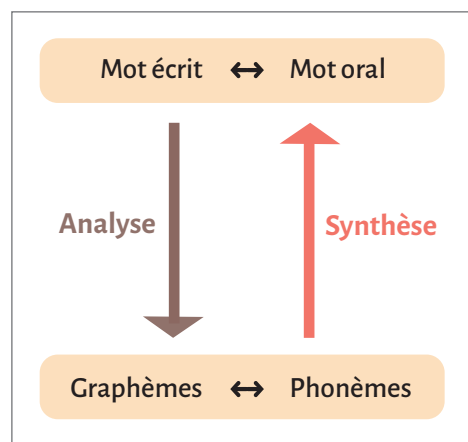 Mot écrit ↔ Mot oral
Analyse
Synthèse
Graphèmes ↔ Phonèmes